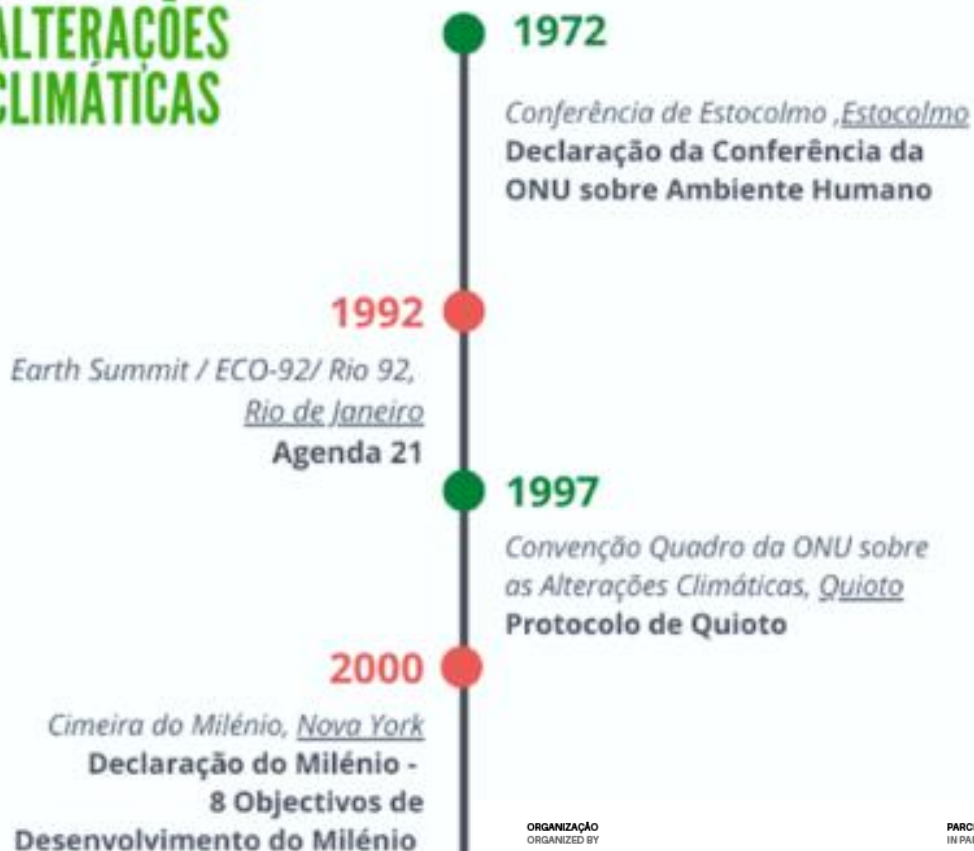 ALTERAÇÕES
CLIMÁTICAS
1972
Conferência de Estocolmo ,Estocolmo
Declaração da Conferência da
ONU sobre Ambiente Humano
1992
Earth Summit / ECO-92/ Rio 92,
Rio de Janeiro
Agenda 21
1997
Convenção Quadro da ONU sobre
as Alterações Climáticas, Quioto
Protocolo de Quioto
2000
Cimeira do Milénio, Nova York
Declaração do Milénio -
8 Objectivos de
Desenvolvimento do Milénio
ORGANIZAÇÃO
ORGANIZED BY